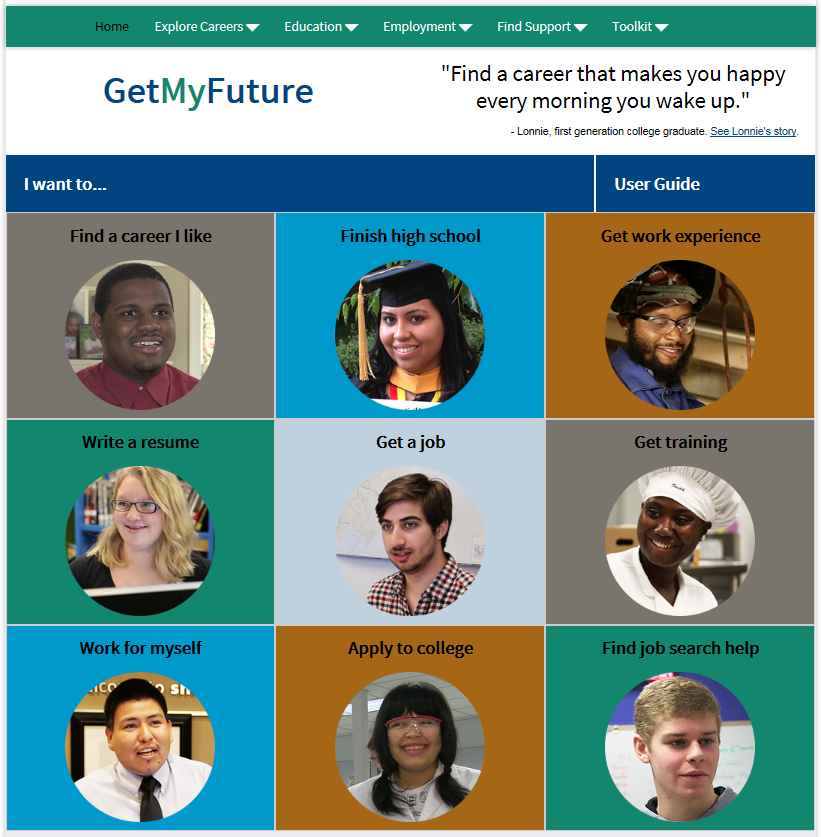 Home Explore Careers Education Employment Find Support Toolkit
GetMyFuture
"Find a career that makes you happy
every morning you wake up."
- Lonnie, first generation college graduate. See Lonnie's story.
I want to... User Guide
Find a career I like Finish high school Get work experience
Write a resume Get a job Get training
Work for myself Apply to college Find job search help